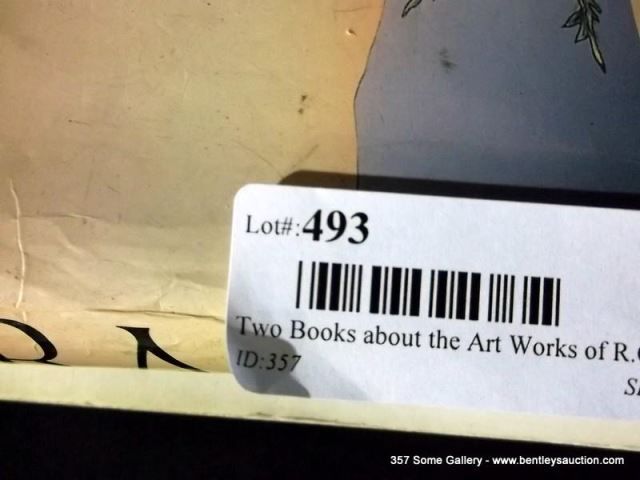 Lot#:493
Two Books about the Art Works of R.
ID:357
357 Some Gallery - www.bentleysauction.com